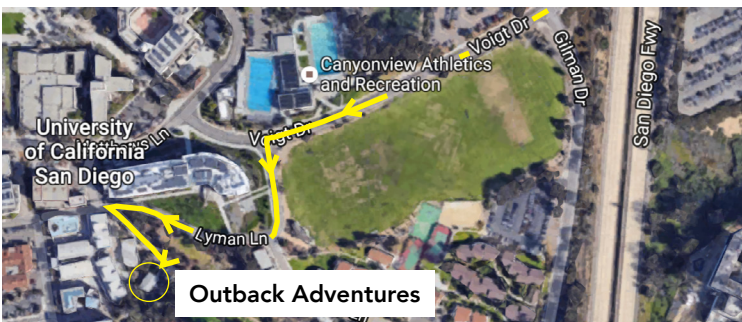 Voigt Dr
Gilman Dr
San Diego Fwy
Canyonview Athletics
and Recreation
Voigt Dr
University
of California
San Diego
Lyman Ln
Outback Adventures